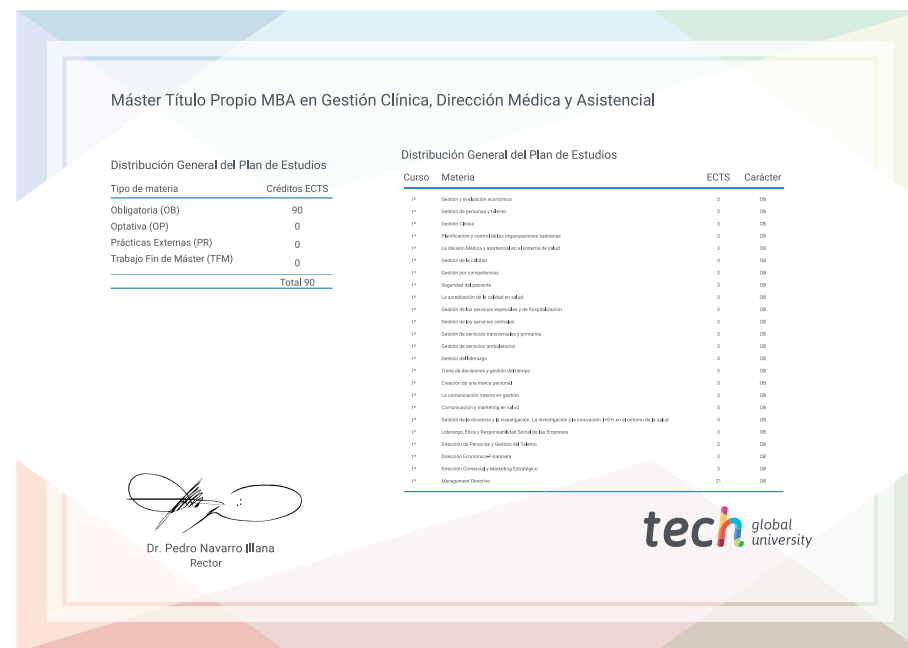 Máster Título Propio MBA en Gestión Clínica, Dirección Médica y Asistencial
Distribución General del Plan de Estudios
Tipo de materia Créditos ECTS
Obligatoria (OB) 90
Optativa (OP) 0
Prácticas Externas (PR) 0
Trabajo Fin de Máster (TFM) 0
Total 90
Distribución General del Plan de Estudios
Curso Materia ECTS Carácter
1º Gestión y evaluación económica 3 OB
1º Gestión de personas y talento 3 OB
1º Gestión Clínica 3 OB
1º Planificación y control de las organizaciones sanitarias 3 OB
1º La división Médica y asistencial en el sistema de salud 3 OB
1º Gestión de la calidad 3 OB
1º Gestión por competencias 3 OB
1º Seguridad del paciente 3 OB
1º La acreditación de la calidad en salud 3 OB
1º Gestión de los servicios especiales y de hospitalización 3 OB
1º Gestión de los servicios centrales 3 OB
1º Gestión de servicios transversales y primarios 3 OB
1º Gestión de servicios ambulatorios 3 OB
1º Gestión del liderazgo 3 OB
1º Toma de decisiones y gestión del tiempo 3 OB
1º Creación de una marca personal 3 OB
1º La comunicación interna en gestión 3 OB
1º Comunicación y marketing en salud 3 OB
1º Gestión de la docencia y la investigación. La investigación y la innovación: I+D+i en el entorno de la salud 3 OB
1º Liderazgo, Ética y Responsabilidad Social de las Empresas 3 OB
1º Dirección de Personas y Gestión del Talento 3 OB
1º Dirección Económico-Financiera 3 OB
1º Dirección Comercial y Marketing Estratégico 3 OB
1º Management Directivo 21 OB
Dr. Pedro Navarro Illana
Rector
tech global
university